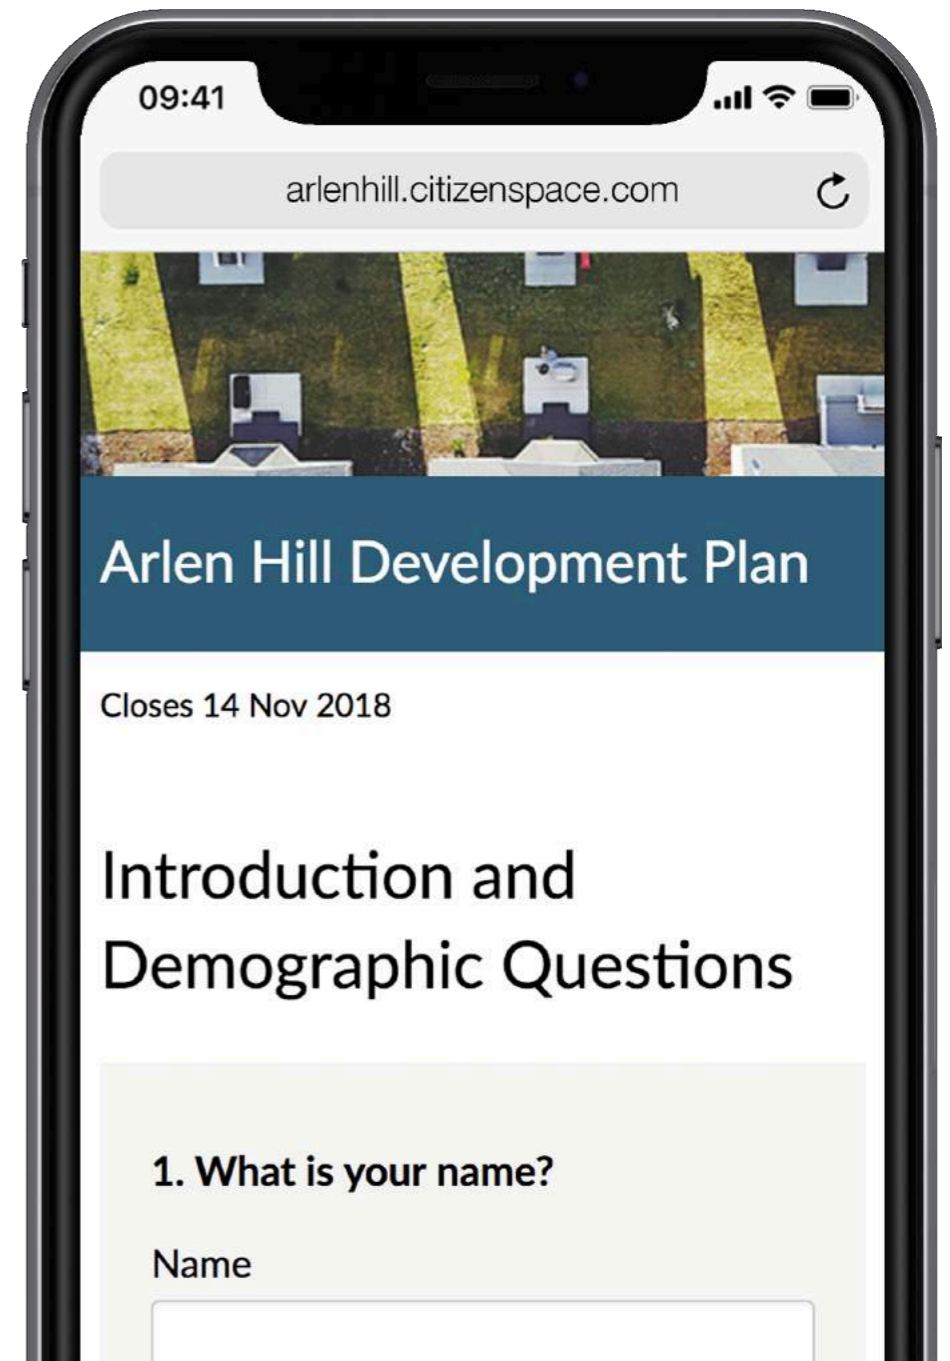 09:41
arlenhill.citizenspace.com
Arlen Hill Development Plan
Closes 14 Nov 2018
Introduction and
Demographic Questions
1. What is your name?
Name